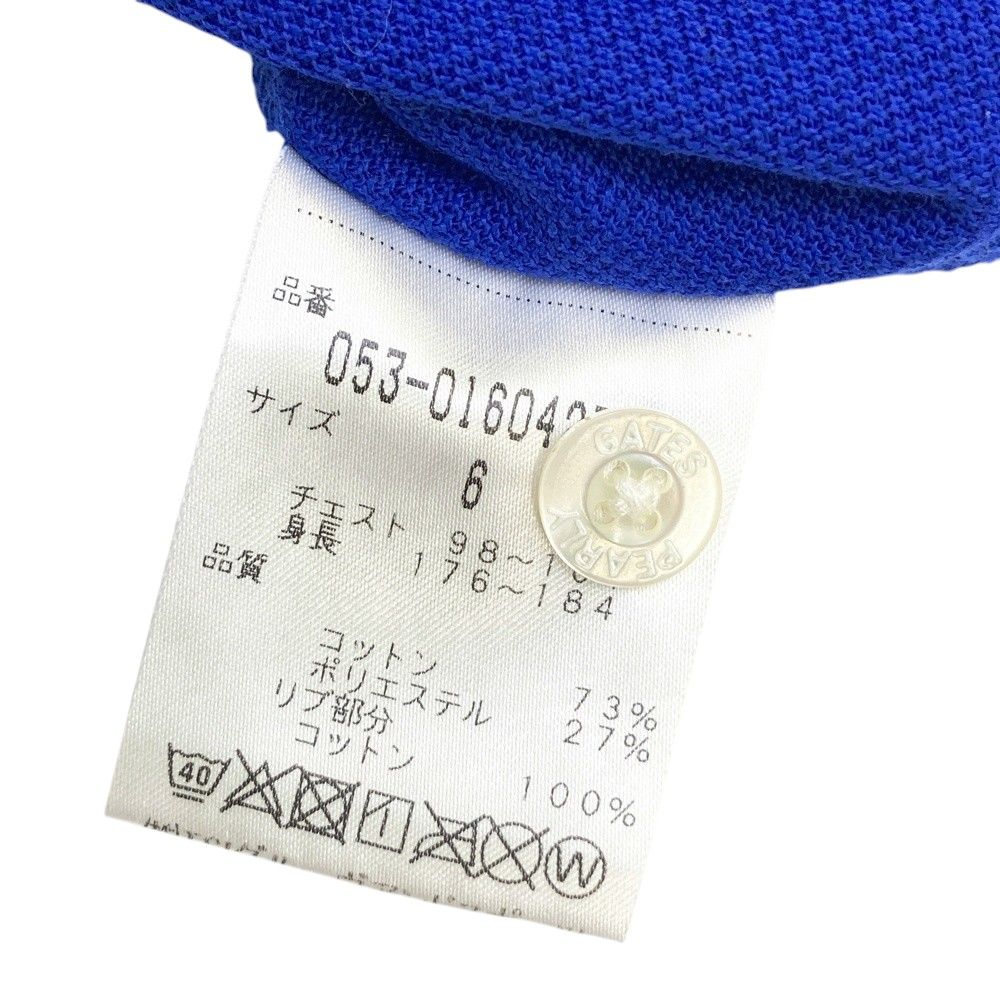 品番
053-01604
サイズ
6
チェスト 98～
身長 176～184
品質
コットン 73%
ポリエステル 27%
リブ部分
コットン 100%
40
W
PEARLY GATES